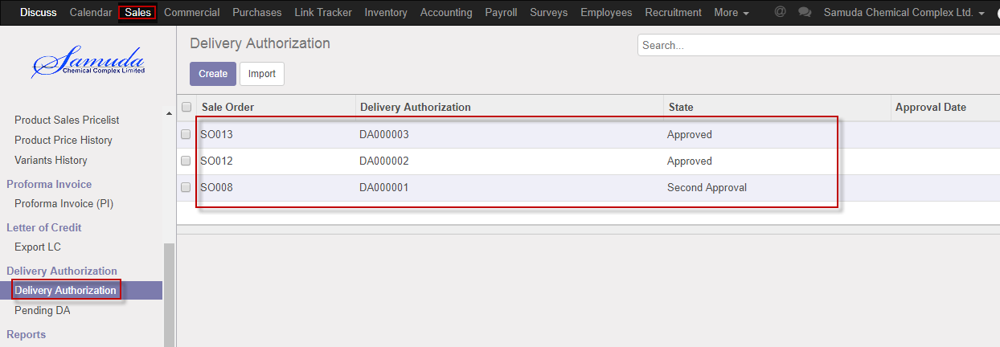 Discuss Calendar Sales Commercial Purchases Link Tracker Inventory Accounting Payroll Surveys Employees Recruitment More @ Samuda Chemical Complex Ltd.
Samuda
Chemical Complex Limited
Product Sales Pricelist
Product Price History
Variants History
Proforma Invoice
Proforma Invoice (PI)
Letter of Credit
Export LC
Delivery Authorization
Delivery Authorization
Pending DA
Reports
Delivery Authorization
Search...
Create Import
Sale Order Delivery Authorization State Approval Date
SO013 DA000003 Approved
SO012 DA000002 Approved
SO008 DA000001 Second Approval